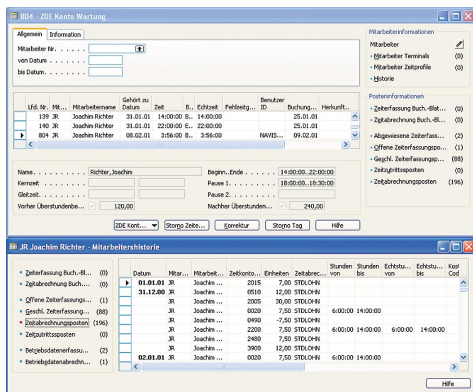 804 - ZDE Konto Wartung
Allgemein Information
Mitarbeiter Nr. . . . . . . .
von Datum . . . . . . . . .
bis Datum. . . . . . . . . .
Mitarbeiterinformationen
Mitarbeiter
Mitarbeiter Terminals (0)
Mitarbeiter Zeitprofile (0)
Historie
Posteninformationen
Zeiterfassung Buch.-Blat... (0)
Zeitabrechnung Buch.-Bl... (0)
Abgewiesene Zeiterfass... (2)
Offene Zeiterfassungspo... (1)
Geschl. Zeiterfassungsp... (88)
Zeitzutrittsposten (0)
Zeitabrechnungsposten (196)
Lfd. Nr. Mit... Mitarbeitername Gehört zu Datum Zeit B... Echtzeit Fehlzeitg... Benutzer ID Buchung... Herkunft...
139 JR Joachim Richter 31.01.01 14:00:00 B... 14:00:00 25.01.01
140 JR Joachim Richter 31.01.01 22:00:00 E... 22:00:00 25.01.01
804 JR Joachim Richter 08.02.01 3:56:00 B... 3:56:00 NAVIS... 09.02.01
Name. . . . . . . . . Richter,Joachim Beginn..Ende . . . . . . 14:00:00..22:00:00
Kernzeit. . . . . . . Pause 1. . . . . . . . . 18:00:00..18:30:00
Gleitzeit. . . . . . . Pause 2. . . . . . . . .
Vorher Überstundenbe... 120,00 Nachher Überstunden... 240,00
ZDE Kont... Storno Zeite... Korrektur Storno Tag Hilfe
JR Joachim Richter - Mitarbeitershistorie
Zeiterfassung Buch.-Bl... (0)
Zeitabrechnung Buch.... (0)
Offene Zeiterfassungs... (1)
Geschl. Zeiterfassung... (88)
Zeitabrechnungsposten (196)
Zeitzutrittsposten (0)
Betriebsdatenerfassu... (2)
Betriebgdatenabrechn... (1)
Datum Mitar... Mitarbeit... Zeitkonto... Einheiten Zeitabrec... Stunden von Stunden bis Echtstu... von Echtstu... bis Kost Cod
01.01.01 JR Joachim ... 2015 7,00 STDLOHN
31.12.00 JR Joachim ... 0510 12,00 STDLOHN
JR Joachim ... 2005 30,00 STDLOHN
JR Joachim ... 0020 7,50 STDLOHN 6:00:00 14:00:00
JR Joachim ... 0490 -7,50 STDLOHN
JR Joachim ... 2200 7,50 STDLOHN 6:00:00 14:00:00 6:00:00 14:00:00
JR Joachim ... 2480 7,50 STDLOHN
JR Joachim ... 3900 12,00 STDLOHN
02.01.01 JR Joachim ... 0020 7,50 STDLOHN 6:00:00 14:00:00
Hilfe